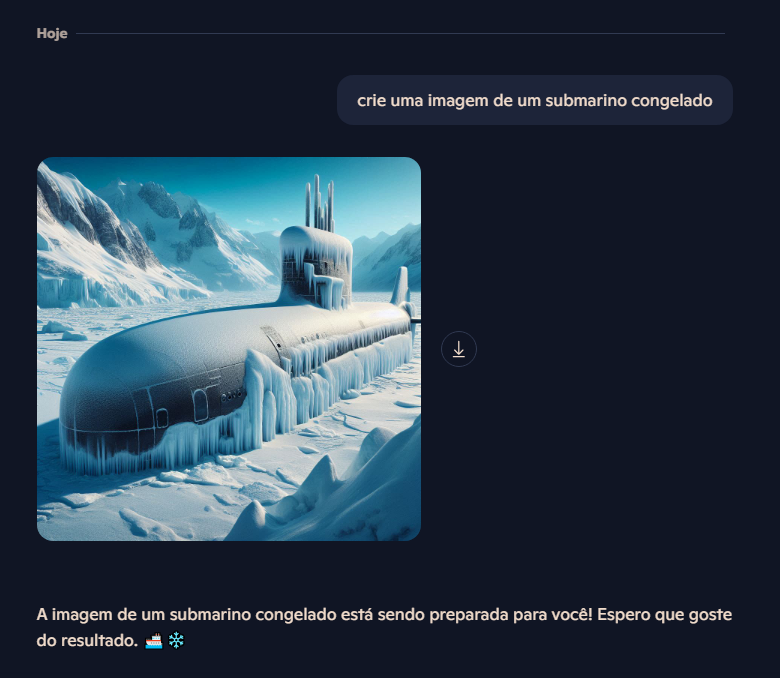 Hoje
crie uma imagem de um submarino congelado
A imagem de um submarino congelado está sendo preparada para você! Espero que goste
do resultado. 🚢 ❄️